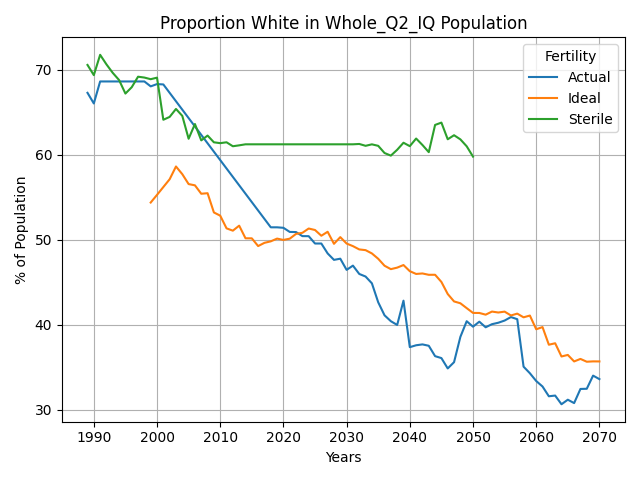 Proportion White in Whole_Q2_IQ Population
Fertility
Actual
Ideal
Sterile
% of Population
70
60
50
40
30
1990 2000 2010 2020 2030 2040 2050 2060 2070
Years